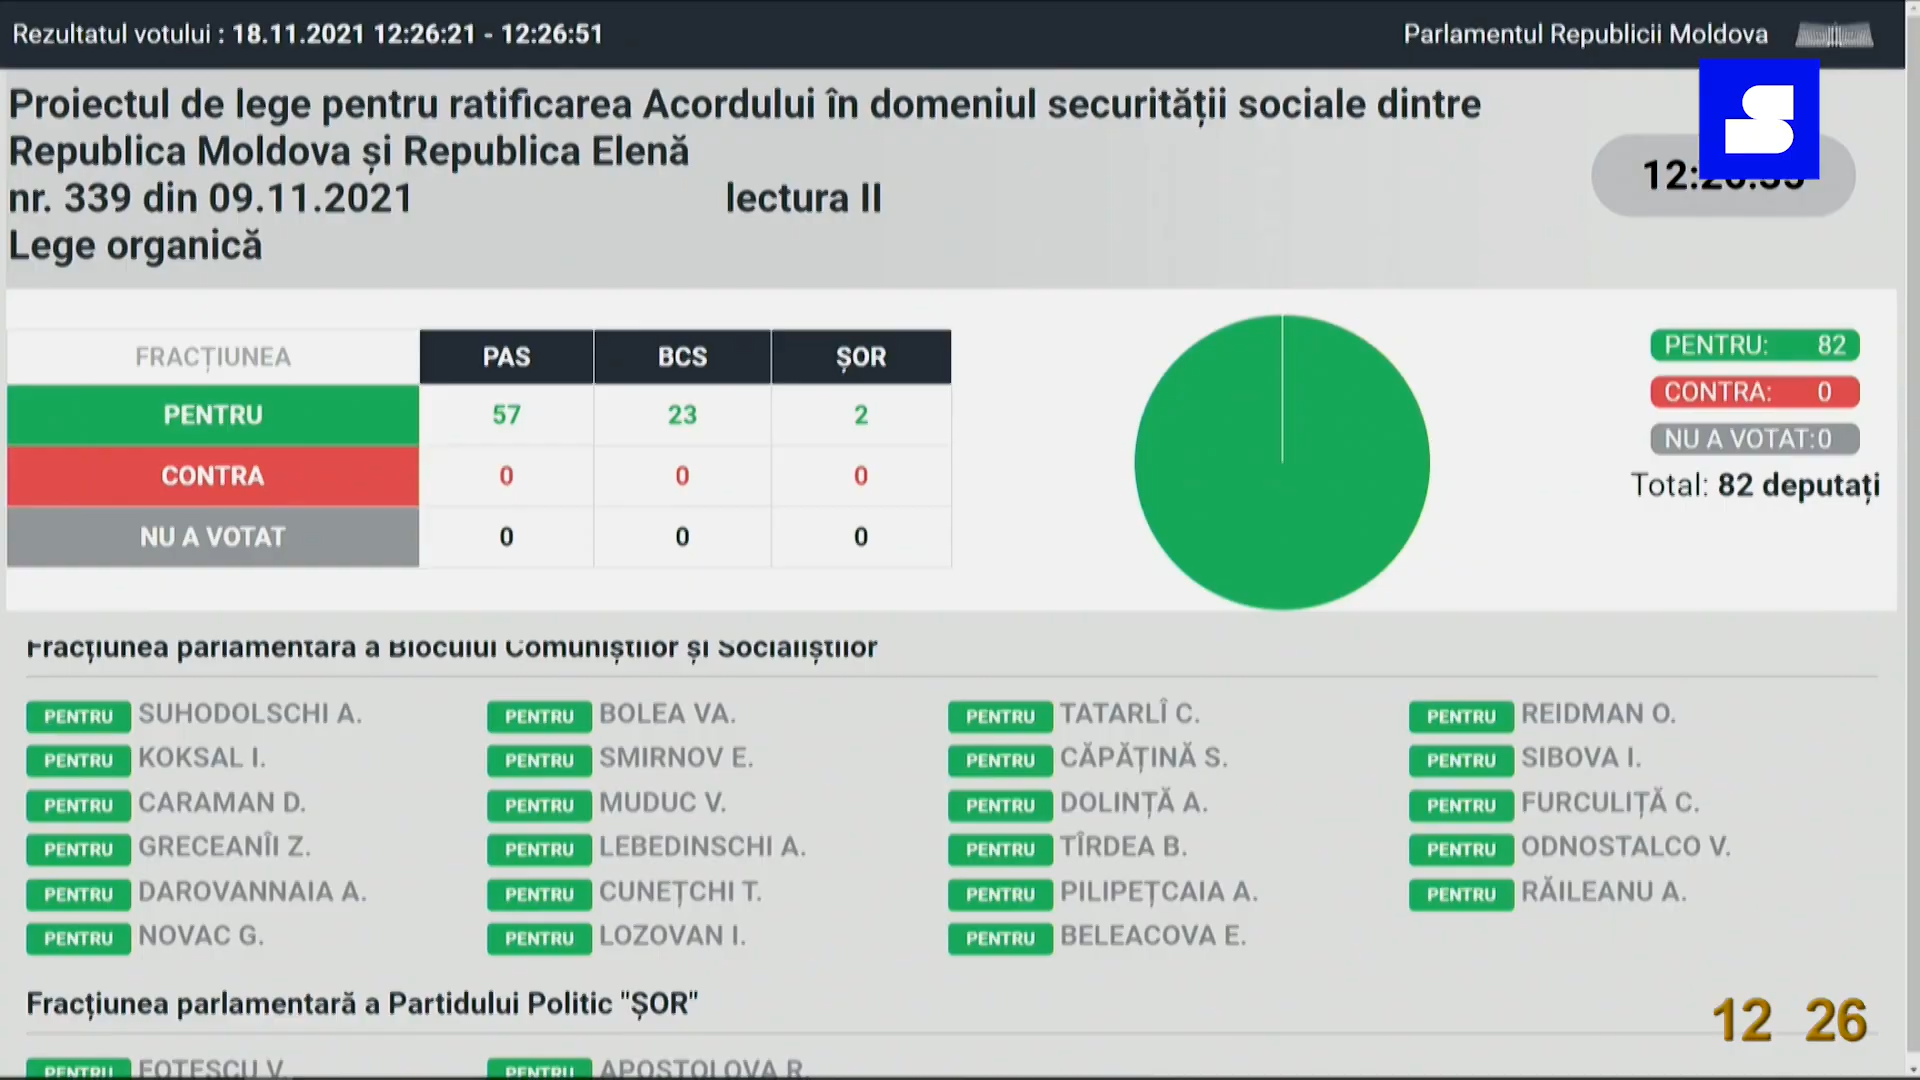 Rezultatul votului : 18.11.2021 12:26:21 - 12:26:51
Parlamentul Republicii Moldova
Proiectul de lege pentru ratificarea Acordului în domeniul securității sociale dintre
Republica Moldova și Republica Elenă
nr. 339 din 09.11.2021 lectura II
Lege organică
FRACȚIUNEA PAS BCS ȘOR
PENTRU 57 23 2
CONTRA 0 0 0
NU A VOTAT 0 0 0
PENTRU: 82
CONTRA: 0
NU A VOTAT:0
Total: 82 deputați
Fracțiunea parlamentară a Blocului Comuniștilor și Socialiștilor
PENTRU SUHODOLSCHI A. PENTRU BOLEA VA. PENTRU TATARLÎ C. PENTRU REIDMAN O.
PENTRU KOKSAL I. PENTRU SMIRNOV E. PENTRU CĂPĂȚINĂ S. PENTRU SIBOVA I.
PENTRU CARAMAN D. PENTRU MUDUC V. PENTRU DOLINȚĂ A. PENTRU FURCULIȚĂ C.
PENTRU GRECEANÎI Z. PENTRU LEBEDINSCHI A. PENTRU TÎRDEA B. PENTRU ODNOSTALCO V.
PENTRU DAROVANNAIA A. PENTRU CUNEȚCHI T. PENTRU PILIPEȚCAIA A. PENTRU RĂILEANU A.
PENTRU NOVAC G. PENTRU LOZOVAN I. PENTRU BELEACOVA E.
Fracțiunea parlamentară a Partidului Politic "ȘOR"
PENTRU FOTESCU V. PENTRU APOSTOLOVA R.
12 26